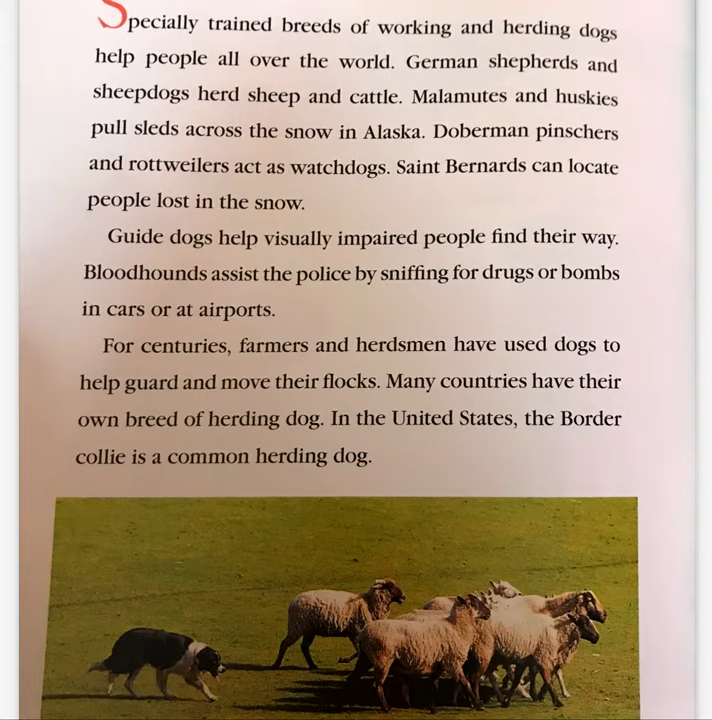 Specially trained breeds of working and herding dogs
help people all over the world. German shepherds and
sheepdogs herd sheep and cattle. Malamutes and huskies
pull sleds across the snow in Alaska. Doberman pinschers
and rottweilers act as watchdogs. Saint Bernards can locate
people lost in the snow.
Guide dogs help visually impaired people find their way.
Bloodhounds assist the police by sniffing for drugs or bombs
in cars or at airports.
For centuries, farmers and herdsmen have used dogs to
help guard and move their flocks. Many countries have their
own breed of herding dog. In the United States, the Border
collie is a common herding dog.